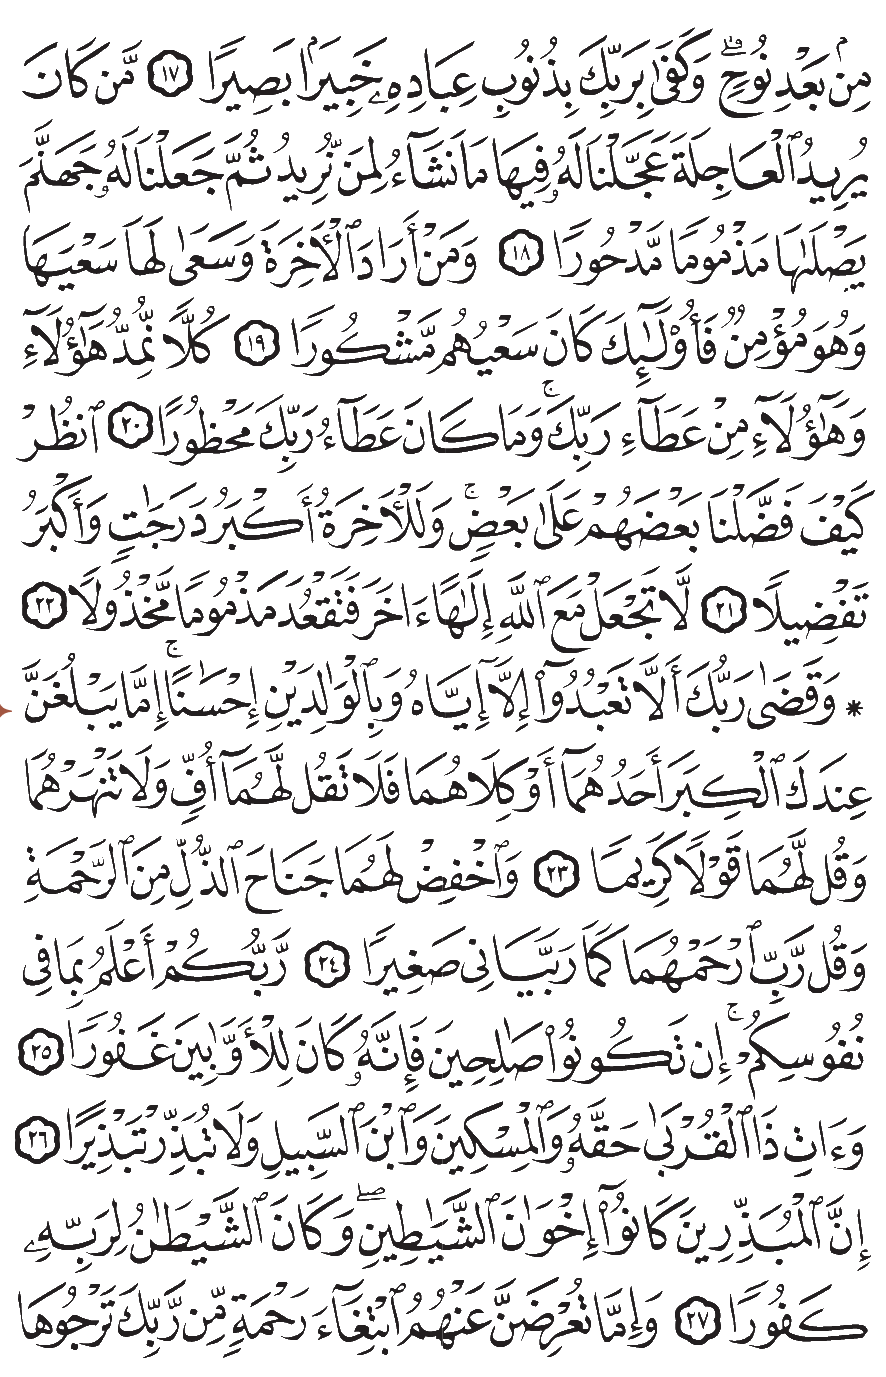 مِنۢ بَعْدِ نُوحٍ ۗ وَكَفَىٰ بِرَبِّكَ بِذُنُوبِ عِبَادِهِۦ خَبِيرًۢا بَصِيرًا ١٧ مَّن كَانَ
يُرِيدُ ٱلْعَاجِلَةَ عَجَّلْنَا لَهُۥ فِيهَا مَا نَشَآءُ لِمَن نُّرِيدُ ثُمَّ جَعَلْنَا لَهُۥ جَهَنَّمَ
يَصْلَىٰهَا مَذْمُومًا مَّدْحُورًا ١٨ وَمَنْ أَرَادَ ٱلْأَخِرَةَ وَسَعَىٰ لَهَا سَعْيَهَا
وَهُوَ مُؤْمِنٌ فَأُو۟لَـٰٓئِكَ كَانَ سَعْيُهُم مَّشْكُورًا ١٩ كُلًّا نُّمِدُّ هَـٰٓؤُلَآءِ
وَهَـٰٓؤُلَآءِ مِنْ عَطَآءِ رَبِّكَ ۚ وَمَا كَانَ عَطَآءُ رَبِّكَ مَحْظُورًا ٢٠ ٱنظُرْ
كَيْفَ فَضَّلْنَا بَعْضَهُمْ عَلَىٰ بَعْضٍ ۚ وَلَلْأَخِرَةُ أَكْبَرُ دَرَجَـٰتٍ وَأَكْبَرُ
تَفْضِيلًا ٢١ لَّا تَجْعَلْ مَعَ ٱللَّهِ إِلَـٰهًا ءَاخَرَ فَتَقْعُدَ مَذْمُومًا مَّخْذُولًا ٢٢
* وَقَضَىٰ رَبُّكَ أَلَّا تَعْبُدُوٓا۟ إِلَّآ إِيَّاهُ وَبِٱلْوَٰلِدَيْنِ إِحْسَـٰنًا ۚ إِمَّا يَبْلُغَنَّ
عِندَكَ ٱلْكِبَرَ أَحَدُهُمَآ أَوْ كِلَاهُمَا فَلَا تَقُل لَّهُمَآ أُفٍّ وَلَا تَنْهَرْهُمَا
وَقُل لَّهُمَا قَوْلًا كَرِيمًا ٢٣ وَٱخْفِضْ لَهُمَا جَنَاحَ ٱلذُّلِّ مِنَ ٱلرَّحْمَةِ
وَقُل رَّبِّ ٱرْحَمْهُمَا كَمَا رَبَّيَانِى صَغِيرًا ٢٤ رَّبُّكُمْ أَعْلَمُ بِمَا فِى
نُفُوسِكُمْ ۚ إِن تَكُونُوا۟ صَـٰلِحِينَ فَإِنَّهُۥ كَانَ لِلْأَوَّٰبِينَ غَفُورًا ٢٥
وَءَاتِ ذَا ٱلْقُرْبَىٰ حَقَّهُۥ وَٱلْمِسْكِينَ وَٱبْنَ ٱلسَّبِيلِ وَلَا تُبَذِّرْ تَبْذِيرًا ٢٦
إِنَّ ٱلْمُبَذِّرِينَ كَانُوٓا۟ إِخْوَٰنَ ٱلشَّيَـٰطِينِ ۖ وَكَانَ ٱلشَّيْطَـٰنُ لِرَبِّهِۦ
كَفُورًا ٢٧ وَإِمَّا تُعْرِضَنَّ عَنْهُمُ ٱبْتِغَآءَ رَحْمَةٍ مِّن رَّبِّكَ تَرْجُوهَا